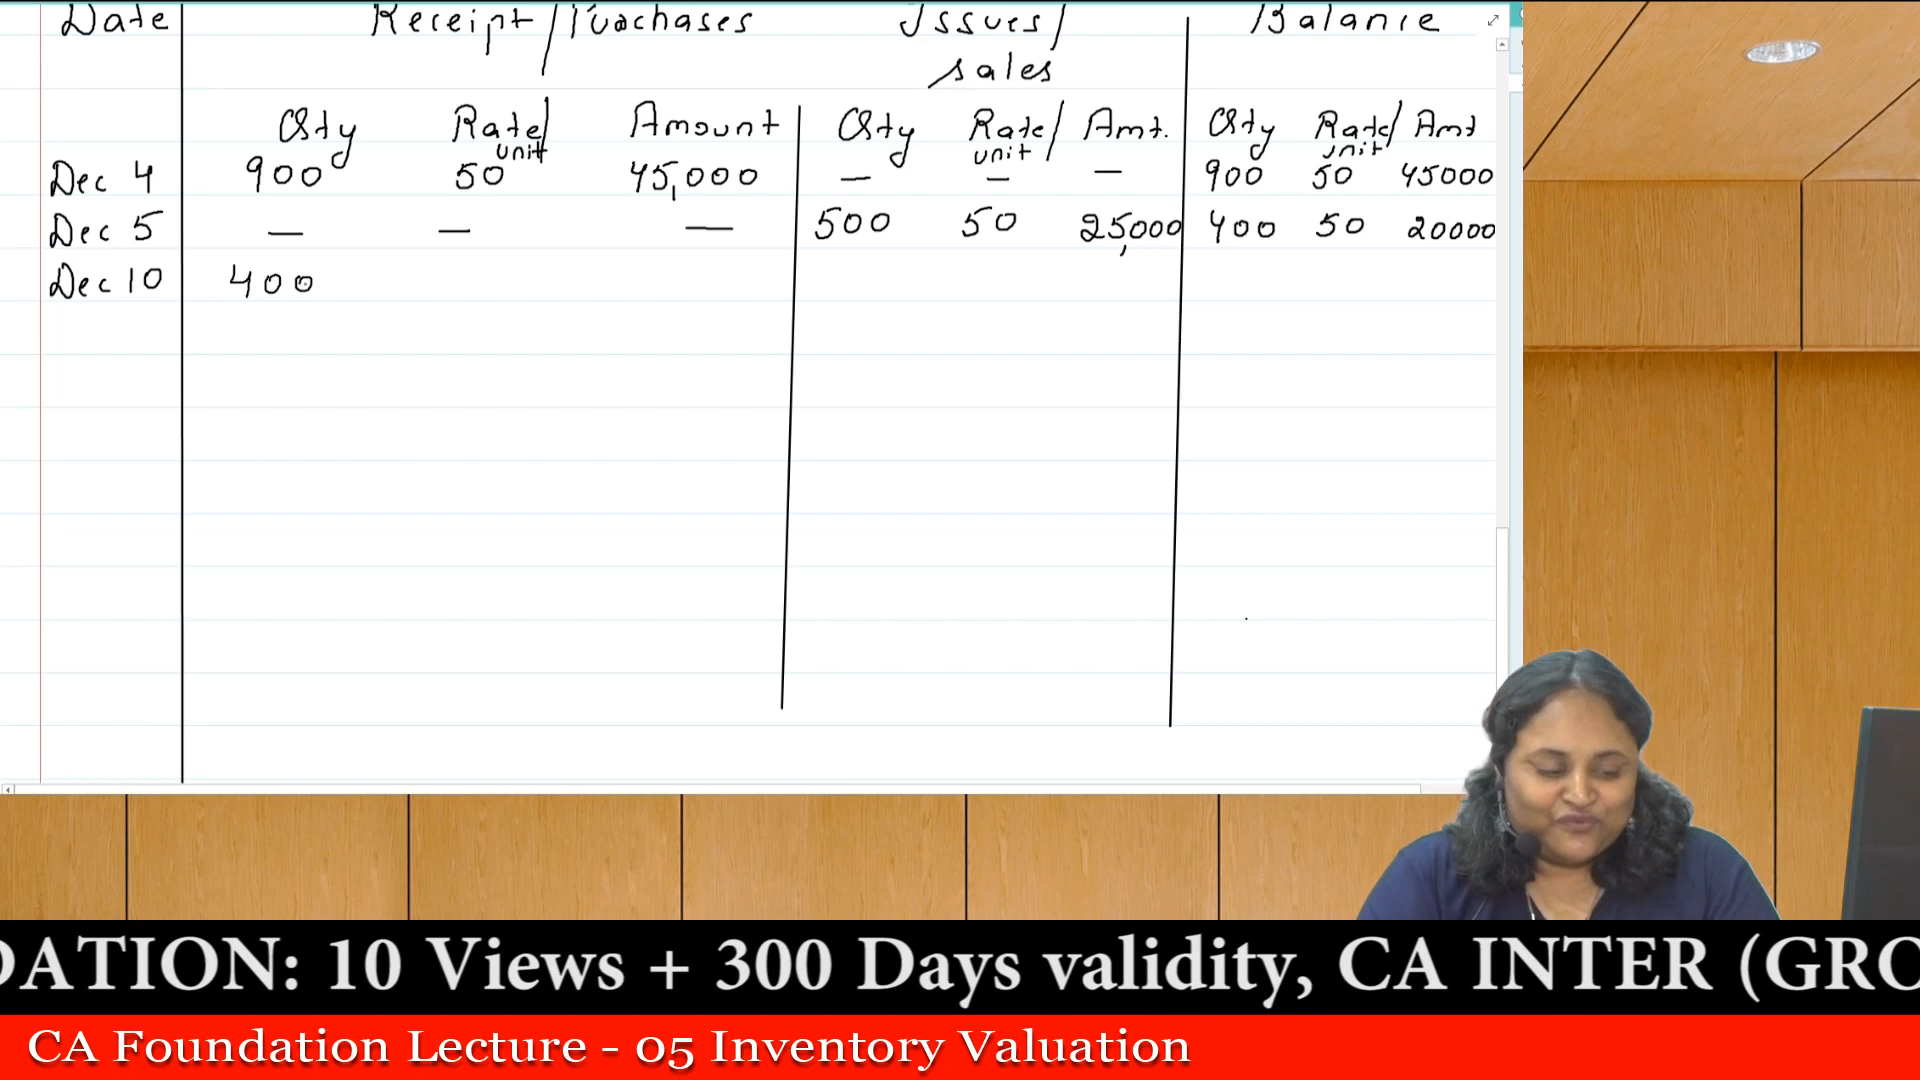 Date Receipt/Purchases Issues/ Balance
sales
Qty Rate/ Amount Qty Rate/ Amt. Qty Rate/ Amt
unit unit unit
Dec 4 900 50 45,000 — — — 900 50 45000
Dec 5 — — — 500 50 25,000 400 50 20000
Dec 10 400
DATION: 10 Views + 300 Days validity, CA INTER (GRO
CA Foundation Lecture - 05 Inventory Valuation